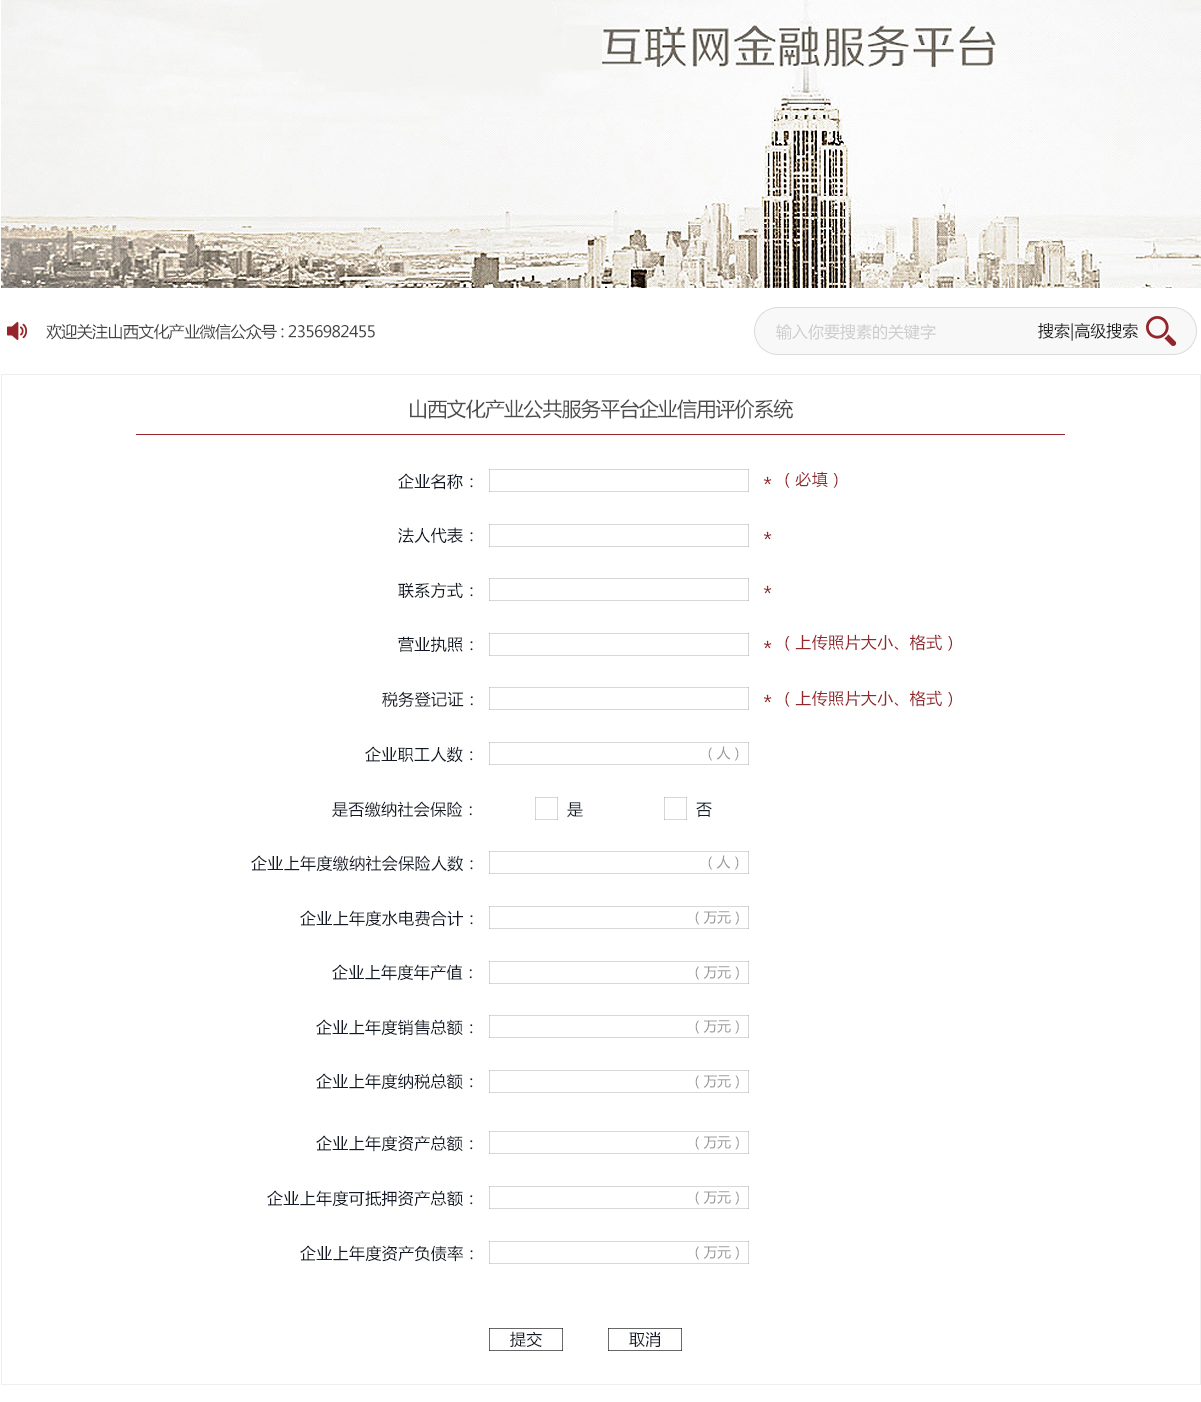 互联网金融服务平台
欢迎关注山西文化产业微信公众号 : 2356982455
输入你要搜素的关键字 搜索|高级搜索
山西文化产业公共服务平台企业信用评价系统
企业名称： *（必填）
法人代表： *
联系方式： *
营业执照： *（上传照片大小、格式）
税务登记证： *（上传照片大小、格式）
企业职工人数：（人）
是否缴纳社会保险： 是 否
企业上年度缴纳社会保险人数：（人）
企业上年度水电费合计：（万元）
企业上年度年产值：（万元）
企业上年度销售总额：（万元）
企业上年度纳税总额：（万元）
企业上年度资产总额：（万元）
企业上年度可抵押资产总额：（万元）
企业上年度资产负债率：（万元）
提交 取消